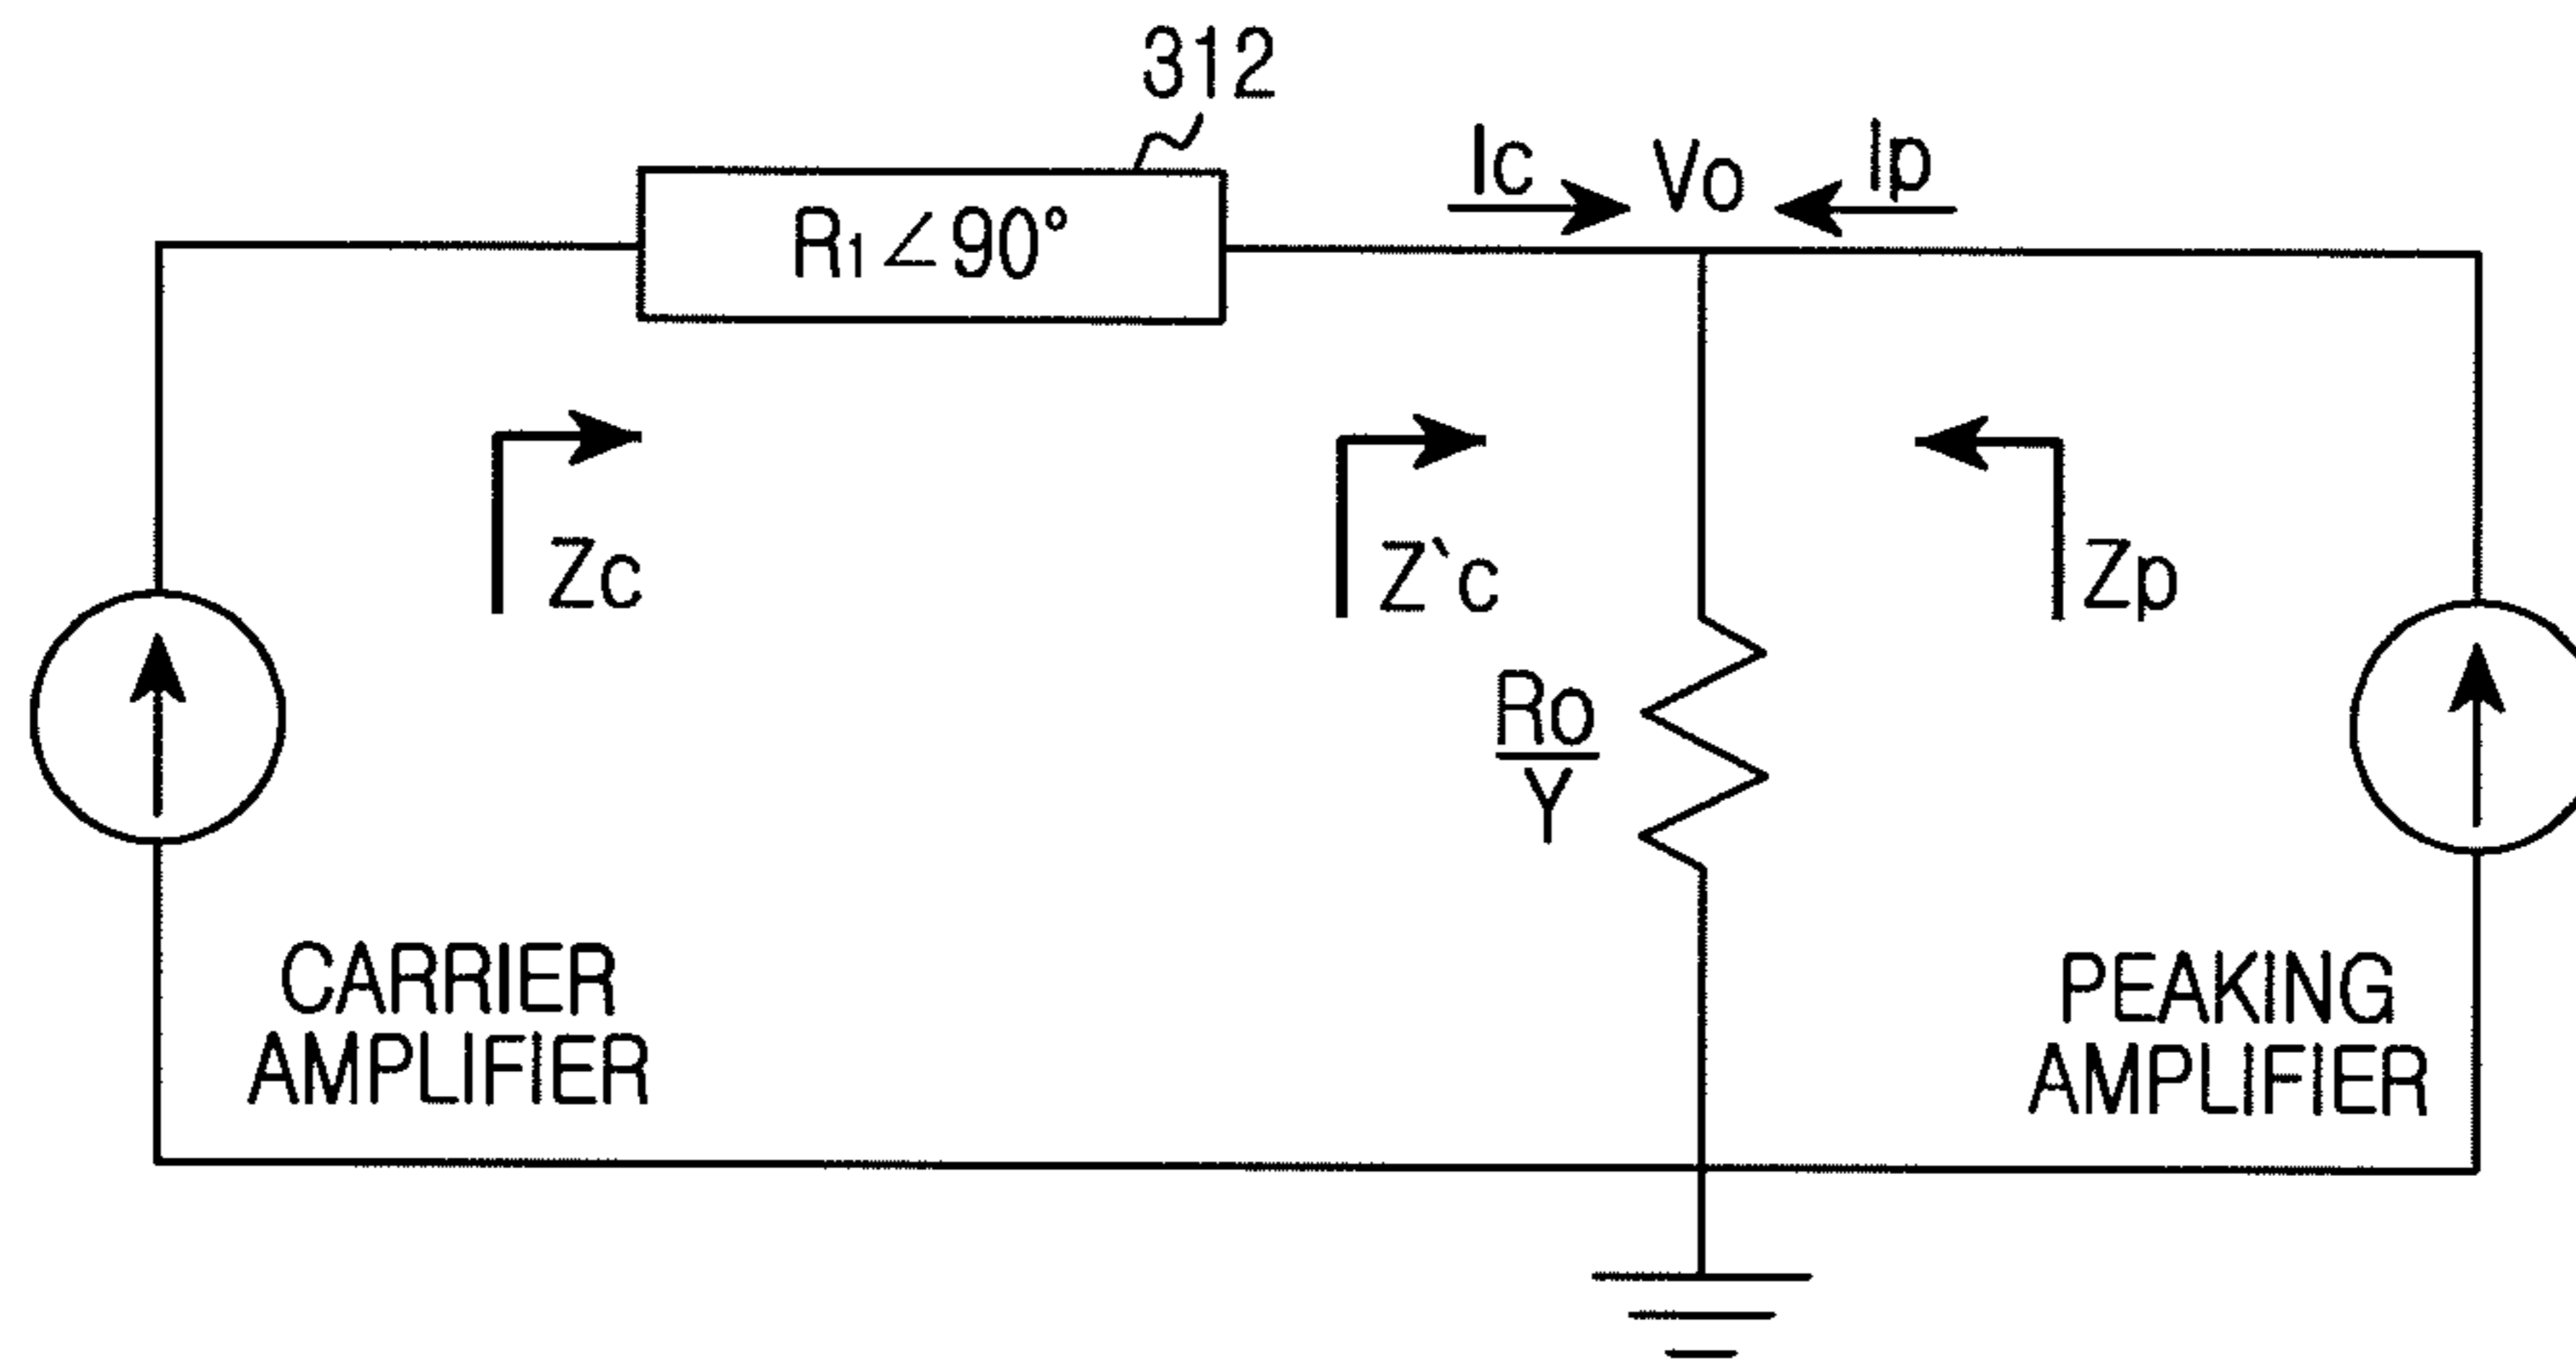 312
R₁∠90°
Ic
Vo
Ip
Zc
Z`c
Zp
Ro
Y
CARRIER
AMPLIFIER
PEAKING
AMPLIFIER